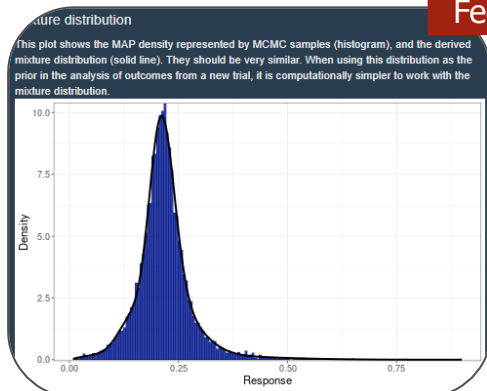 Fe
ture distribution
This plot shows the MAP density represented by MCMC samples (histogram), and the derived
mixture distribution (solid line). They should be very similar. When using this distribution as the
prior in the analysis of outcomes from a new trial, it is computationally simpler to work with the
mixture distribution.
10.0
7.5
Density
5.0
2.5
0.0
0.00 0.25 0.50 0.75
Response